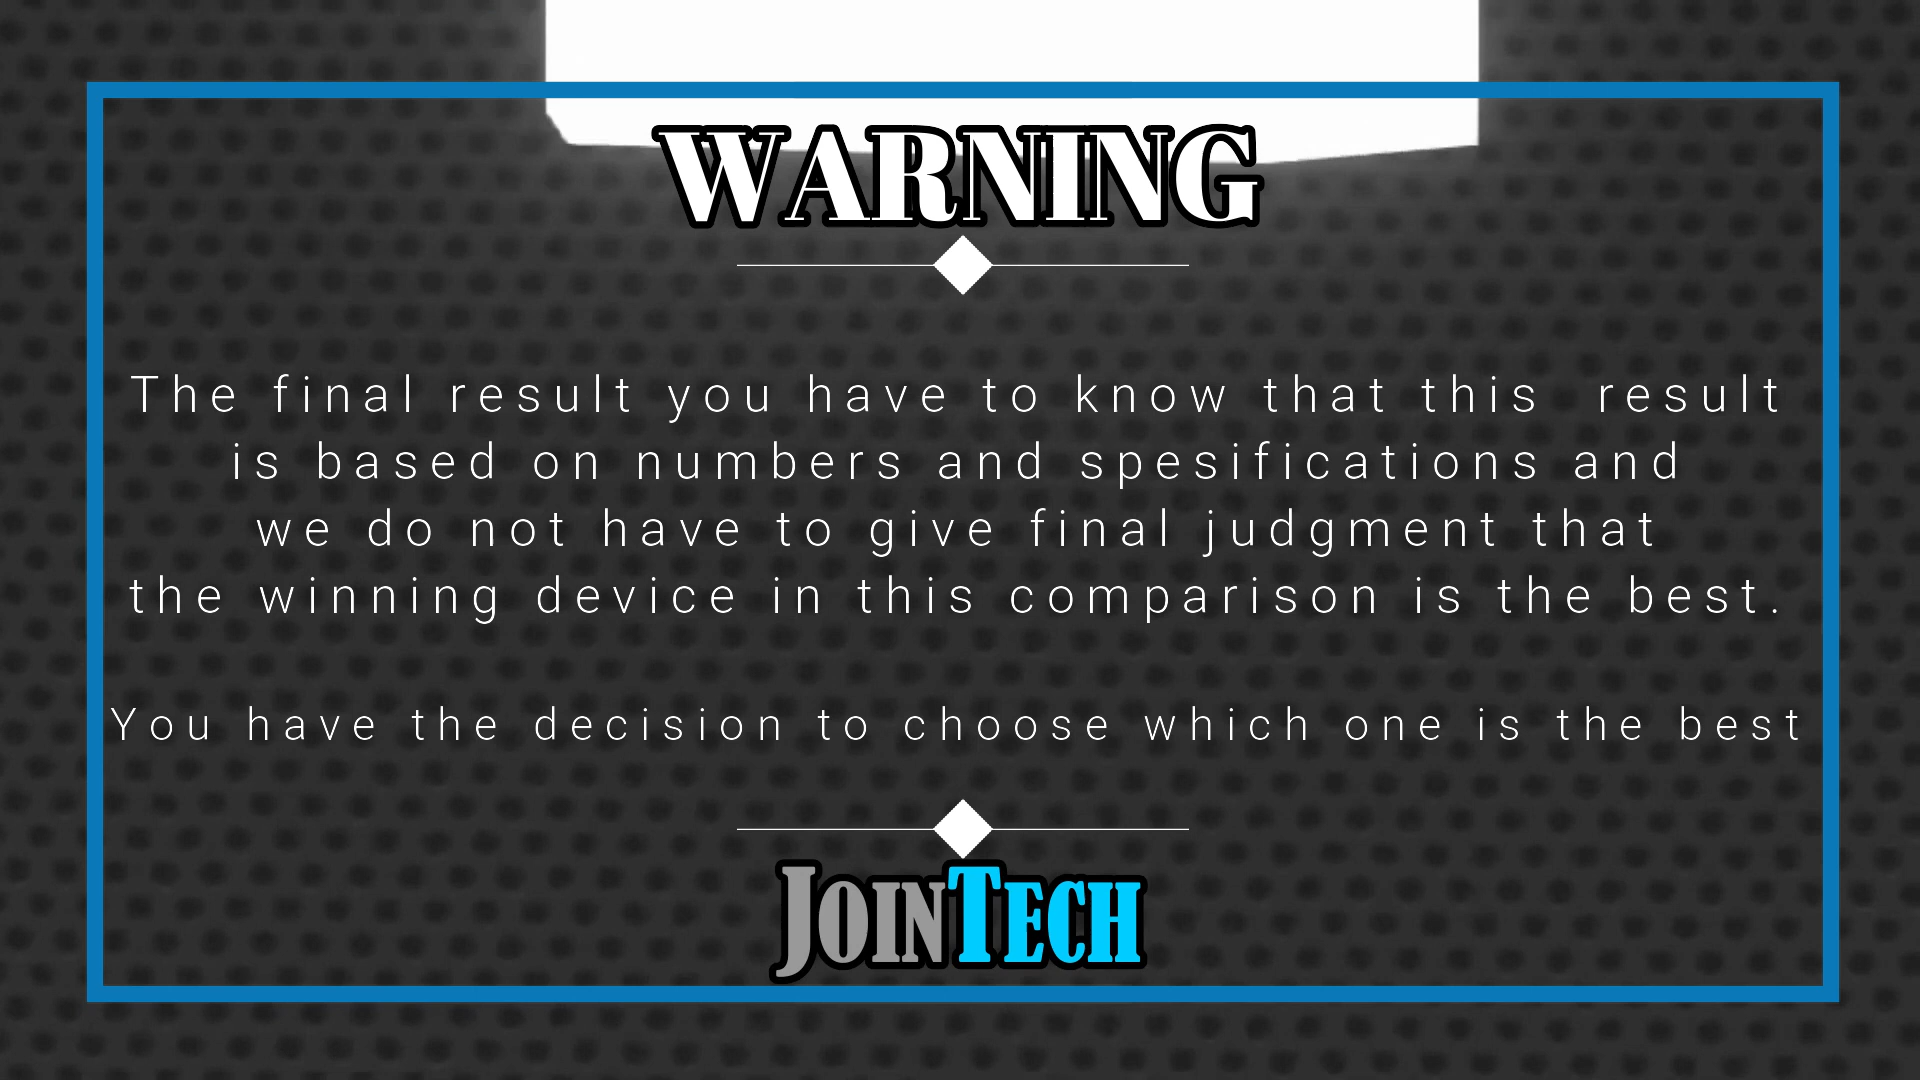 WARNING
The final result you have to know that this result
is based on numbers and spesifications and
we do not have to give final judgment that
the winning device in this comparison is the best.
You have the decision to choose which one is the best
JOINTECH